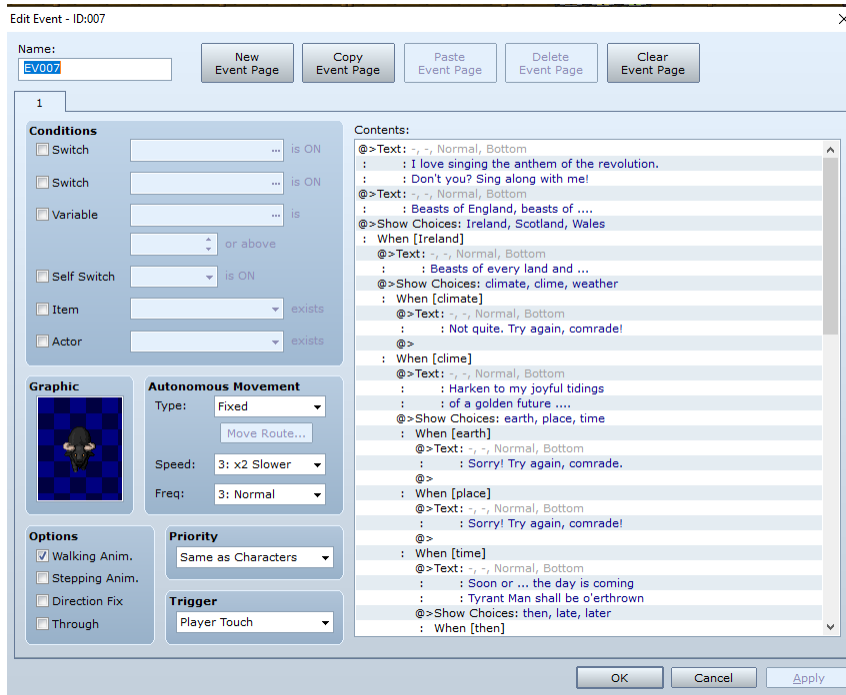 Edit Event - ID:007
Name:
EV007
New Event Page
Copy Event Page
Paste Event Page
Delete Event Page
Clear Event Page
1
Conditions
Switch ... is ON
Switch ... is ON
Variable ... is
or above
Self Switch is ON
Item exists
Actor exists
Graphic
Autonomous Movement
Type: Fixed
Move Route...
Speed: 3: x2 Slower
Freq: 3: Normal
Options
Walking Anim.
Stepping Anim.
Direction Fix
Through
Priority
Same as Characters
Trigger
Player Touch
Contents:
@>Text: -, -, Normal, Bottom
: : I love singing the anthem of the revolution.
: : Don't you? Sing along with me!
@>Text: -, -, Normal, Bottom
: : Beasts of England, beasts of ....
@>Show Choices: Ireland, Scotland, Wales
: When [Ireland]
@>Text: -, -, Normal, Bottom
: : Beasts of every land and ...
@>Show Choices: climate, clime, weather
: When [climate]
@>Text: -, -, Normal, Bottom
: : Not quite. Try again, comrade!
@>
: When [clime]
@>Text: -, -, Normal, Bottom
: : Harken to my joyful tidings
: : of a golden future ....
@>Show Choices: earth, place, time
: When [earth]
@>Text: -, -, Normal, Bottom
: : Sorry! Try again, comrade.
@>
: When [place]
@>Text: -, -, Normal, Bottom
: : Sorry! Try again, comrade!
@>
: When [time]
@>Text: -, -, Normal, Bottom
: : Soon or ... the day is coming
: : Tyrant Man shall be o'erthrown
@>Show Choices: then, late, later
: When [then]
OK
Cancel
Apply